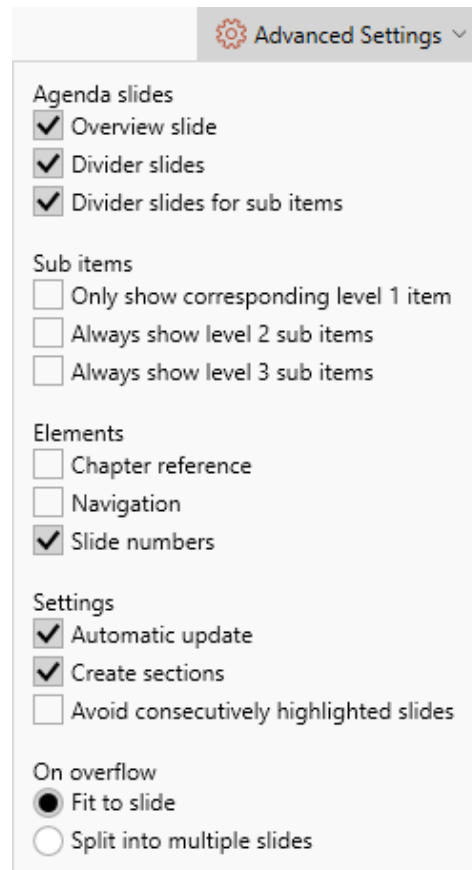 Advanced Settings
Agenda slides
Overview slide
Divider slides
Divider slides for sub items
Sub items
Only show corresponding level 1 item
Always show level 2 sub items
Always show level 3 sub items
Elements
Chapter reference
Navigation
Slide numbers
Settings
Automatic update
Create sections
Avoid consecutively highlighted slides
On overflow
Fit to slide
Split into multiple slides